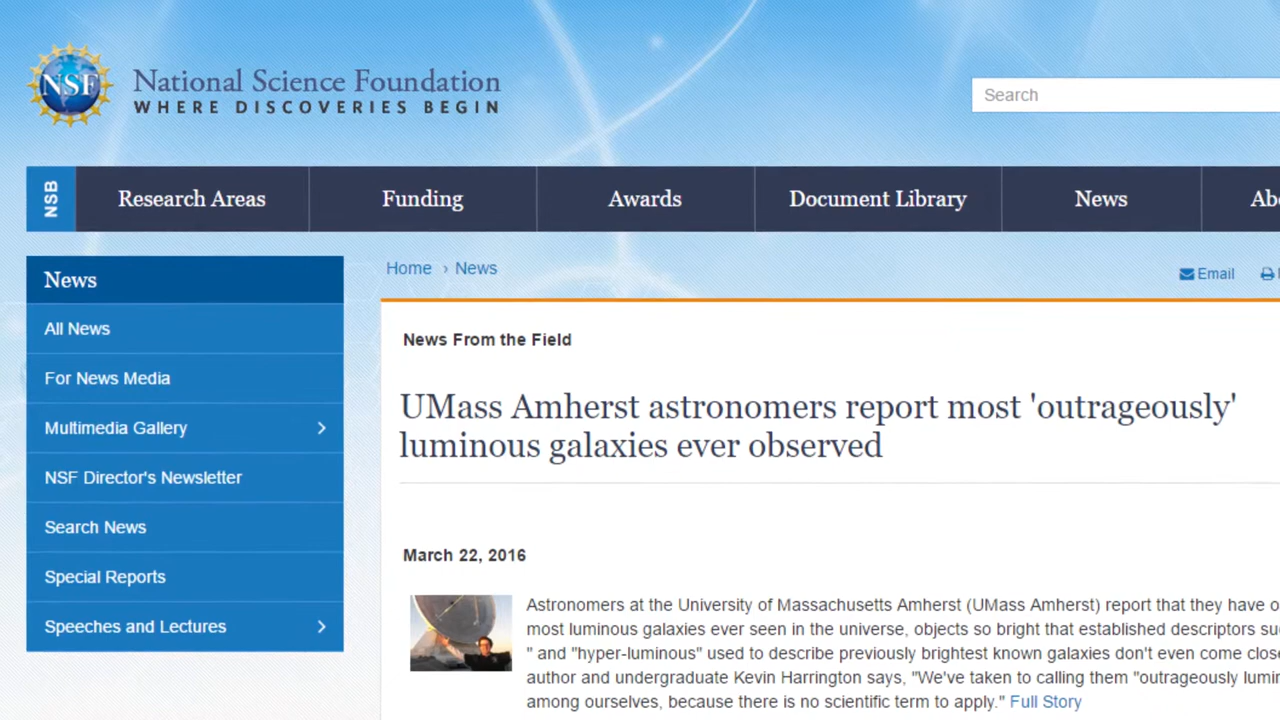 NSF
National Science Foundation
WHERE DISCOVERIES BEGIN
Search
NSB
Research Areas
Funding
Awards
Document Library
News
News
All News
For News Media
Multimedia Gallery
NSF Director's Newsletter
Search News
Special Reports
Speeches and Lectures
Home › News
Email
News From the Field
UMass Amherst astronomers report most 'outrageously'
luminous galaxies ever observed
March 22, 2016
Astronomers at the University of Massachusetts Amherst (UMass Amherst) report that they have
most luminous galaxies ever seen in the universe, objects so bright that established descriptors
" and "hyper-luminous" used to describe previously brightest known galaxies don't even come
author and undergraduate Kevin Harrington says, "We've taken to calling them "outrageously
among ourselves, because there is no scientific term to apply." Full Story